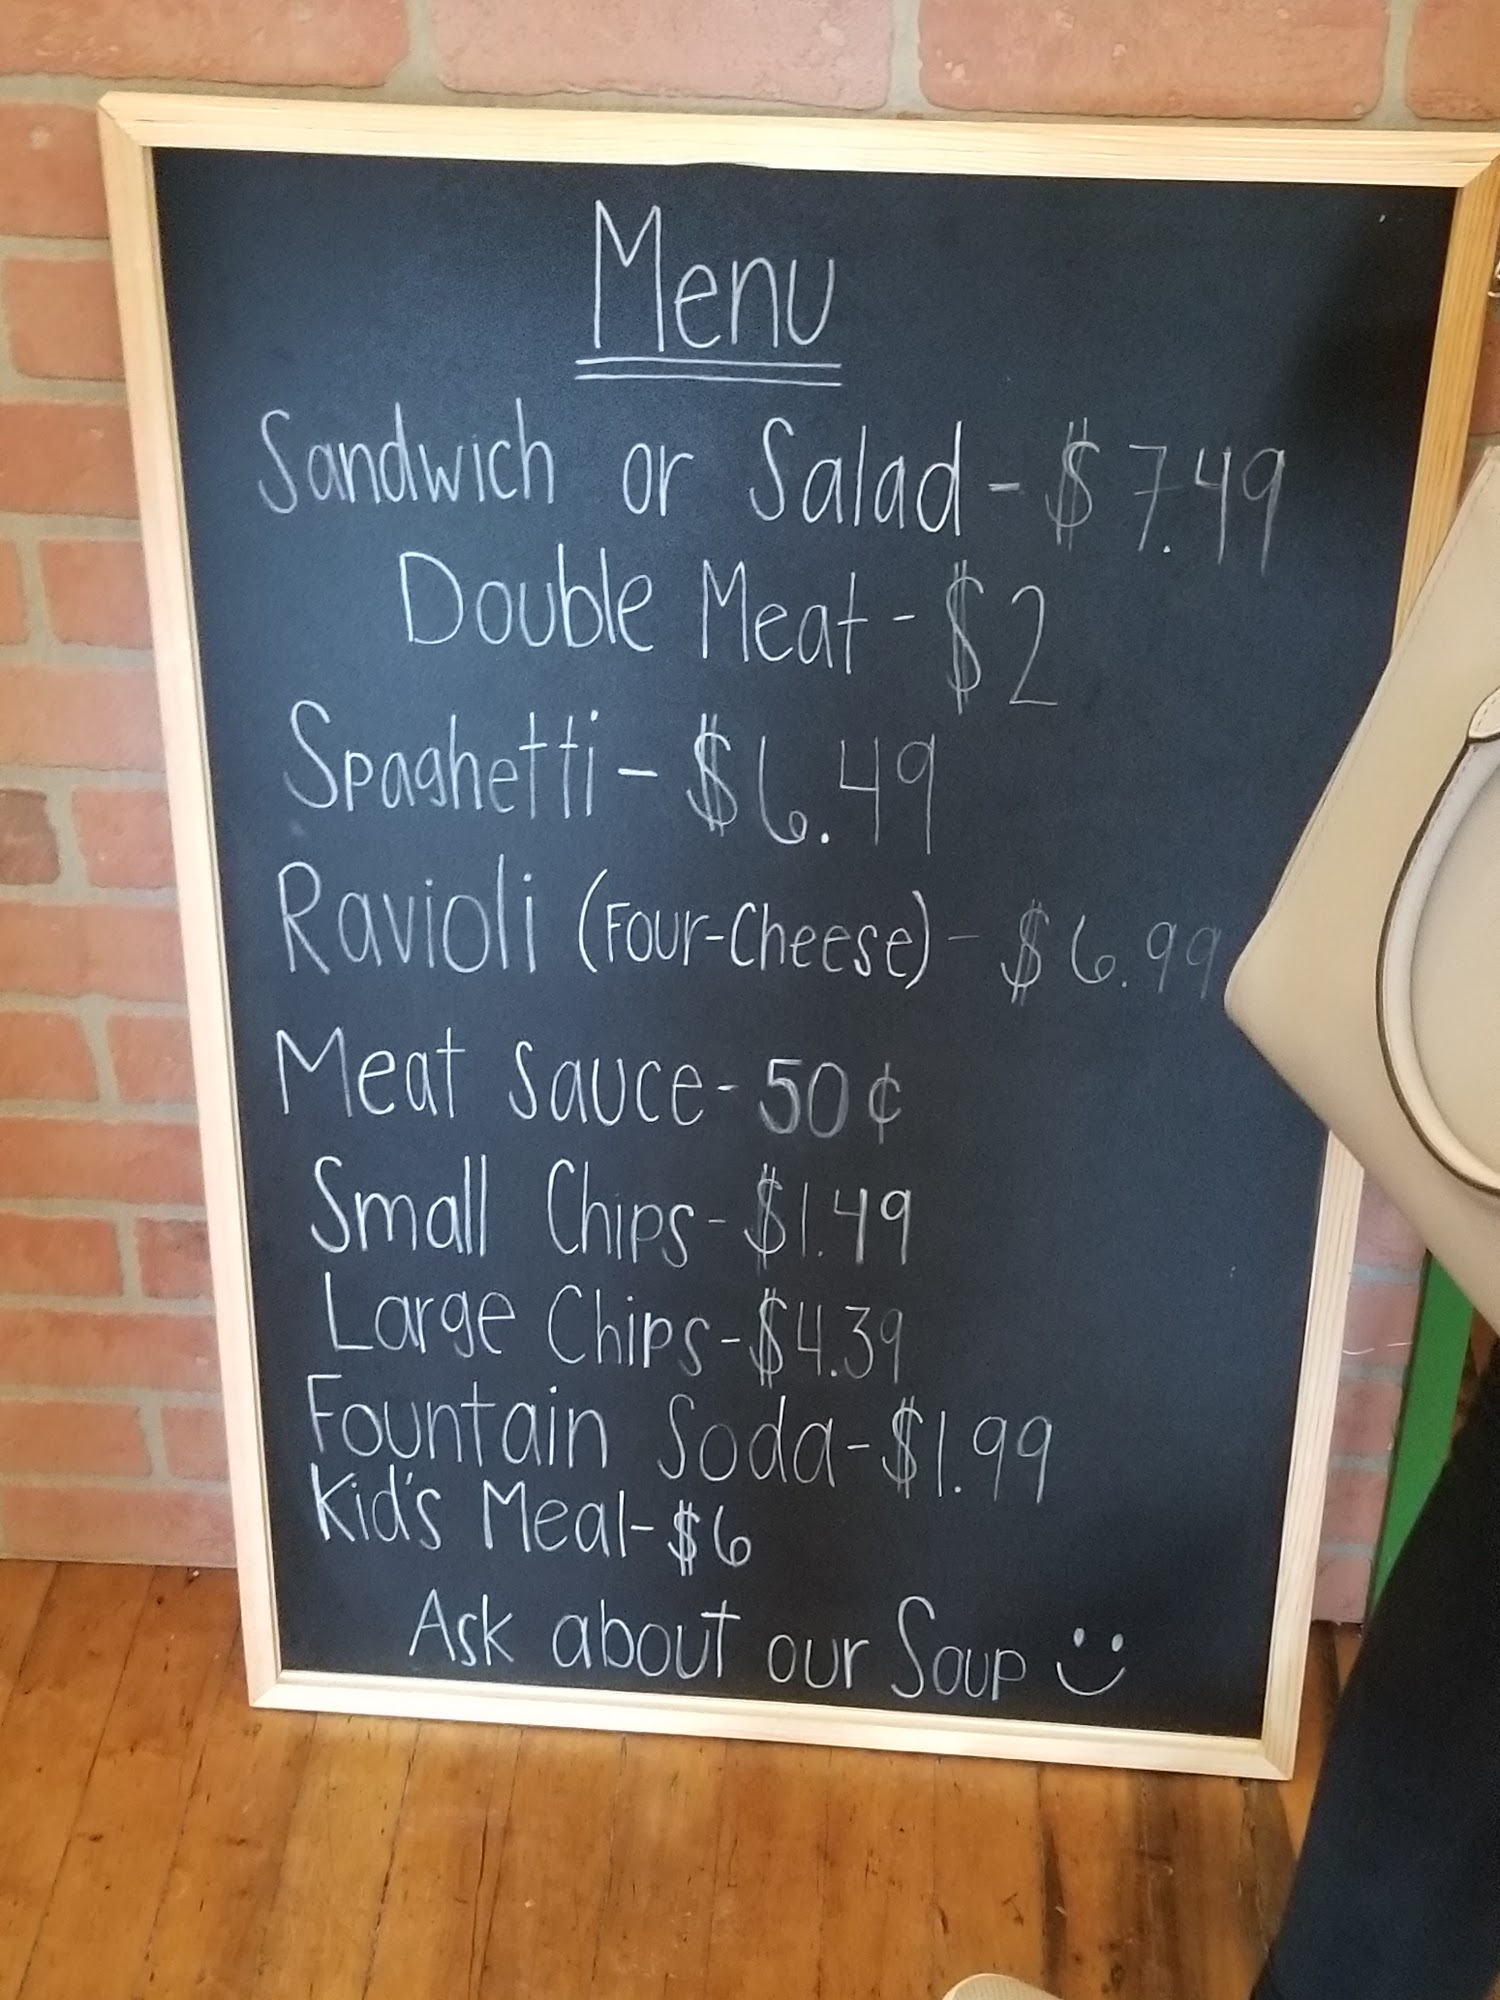 Menu
Sandwich or Salad - $7.49
Double Meat - $2
Spaghetti - $6.49
Ravioli (Four-Cheese) - $6.99
Meat Sauce - 50¢
Small Chips - $1.49
Large Chips - $4.39
Fountain Soda - $1.99
Kid's Meal - $6
Ask about our Soup